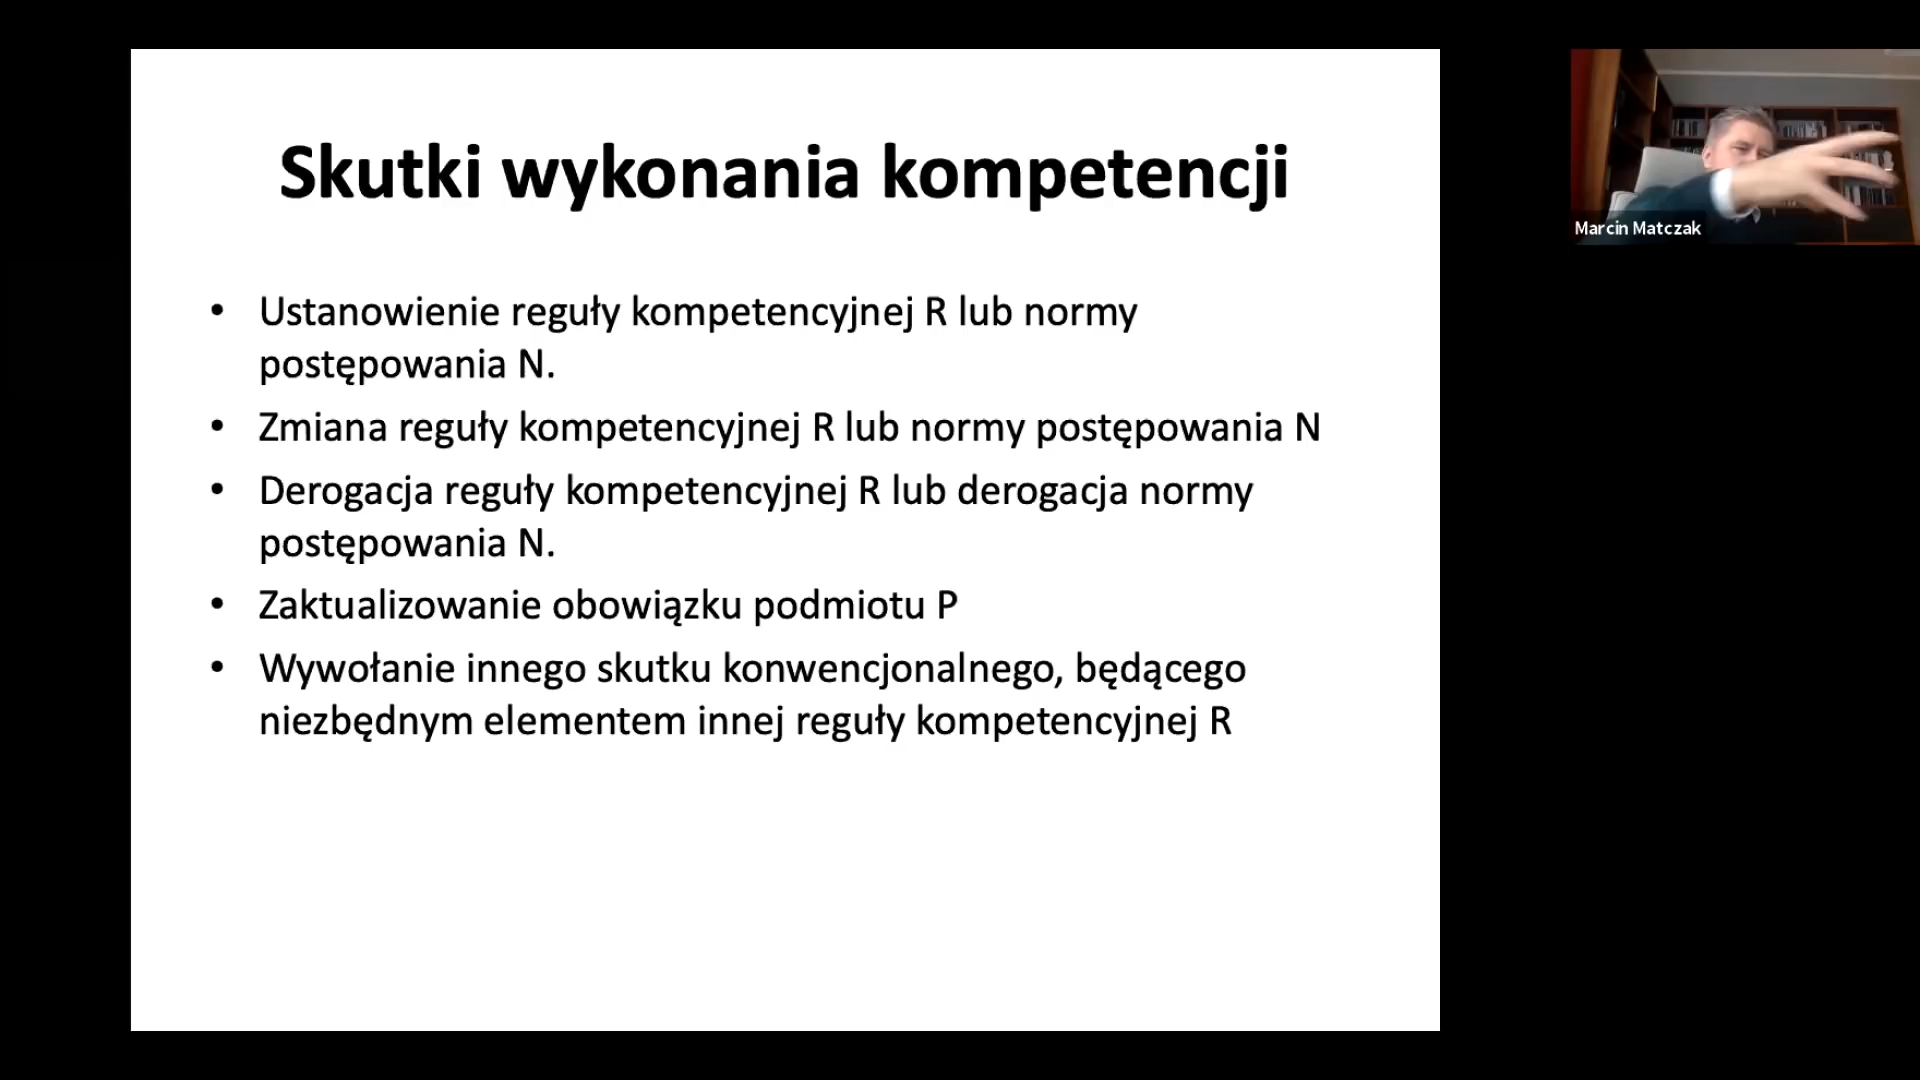 Skutki wykonania kompetencji
Marcin Matczak
• Ustanowienie reguły kompetencyjnej R lub normy
postępowania N.
• Zmiana reguły kompetencyjnej R lub normy postępowania N
• Derogacja reguły kompetencyjnej R lub derogacja normy
postępowania N.
• Zaktualizowanie obowiązku podmiotu P
• Wywołanie innego skutku konwencjonalnego, będącego
niezbędnym elementem innej reguły kompetencyjnej R